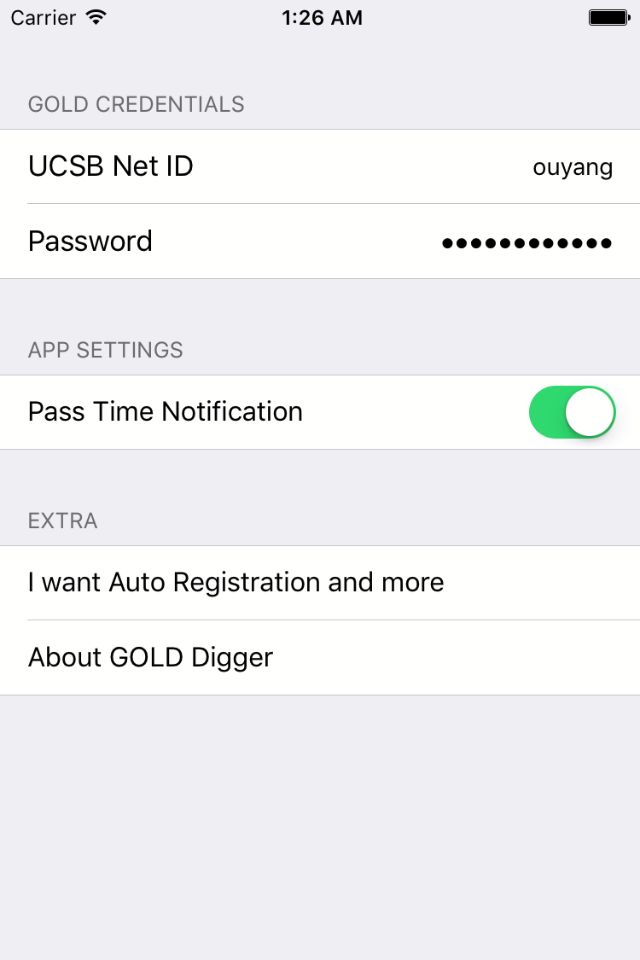 Carrier 1:26 AM
GOLD CREDENTIALS
UCSB Net ID ouyang
Password ●●●●●●●●●●●●
APP SETTINGS
Pass Time Notification
EXTRA
I want Auto Registration and more
About GOLD Digger